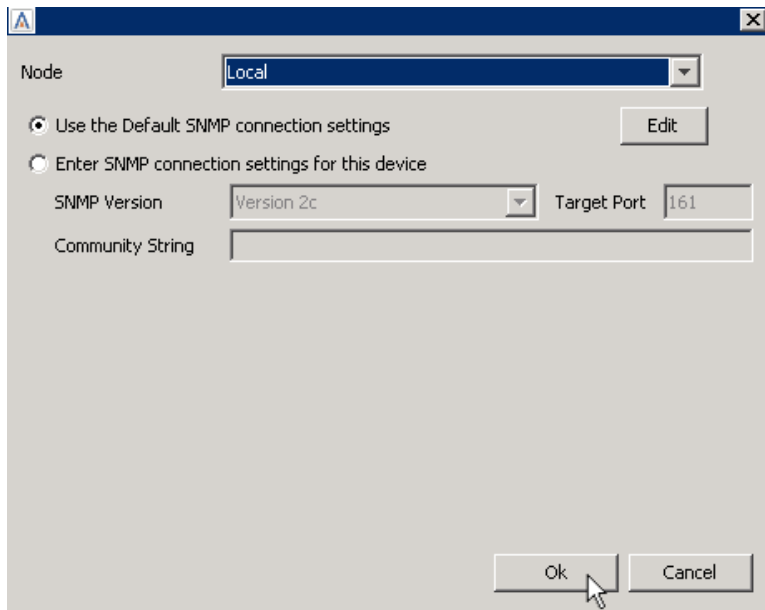 Node Local
Use the Default SNMP connection settings Edit
Enter SNMP connection settings for this device
SNMP Version Version 2c Target Port 161
Community String
Ok Cancel